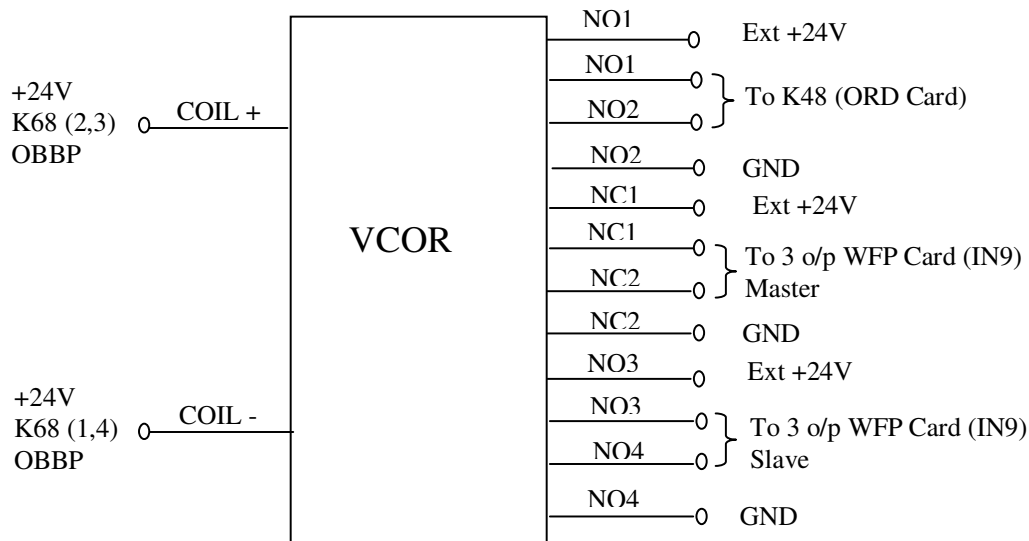 +24V
K68 (2,3)
OBBP
COIL +
+24V
K68 (1,4)
OBBP
COIL -
VCOR
NO1
Ext +24V
NO1
To K48 (ORD Card)
NO2
NO2
GND
NC1
Ext +24V
NC1
To 3 o/p WFP Card (IN9)
NC2
Master
NC2
GND
NO3
Ext +24V
NO3
To 3 o/p WFP Card (IN9)
NO4
Slave
NO4
GND